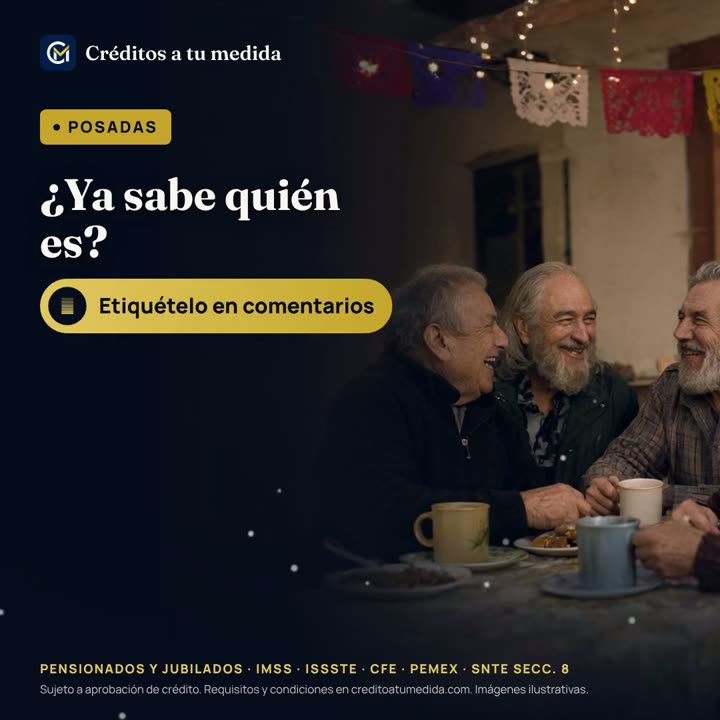 Créditos a tu medida
• POSADAS
¿Ya sabe quién
es?
Etiquételo en comentarios
PENSIONADOS Y JUBILADOS · IMSS · ISSSTE · CFE · PEMEX · SNTE SECC. 8
Sujeto a aprobación de crédito. Requisitos y condiciones en creditoatumedida.com. Imágenes ilustrativas.